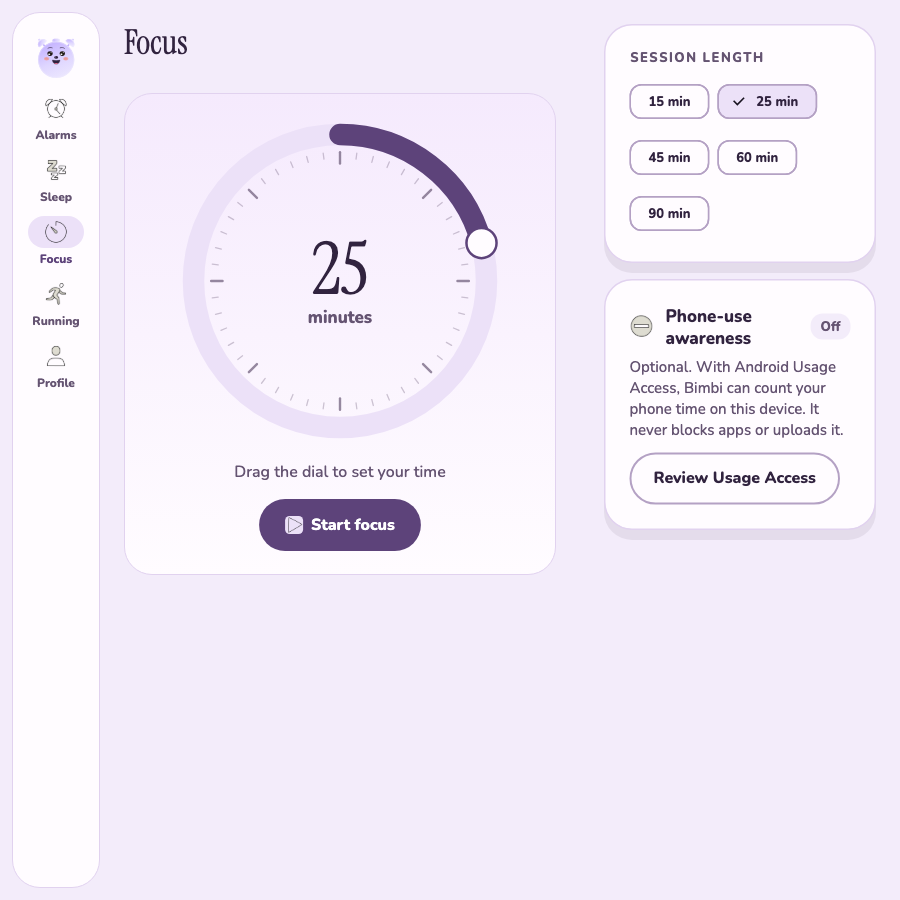 Alarms
Sleep
Focus
Running
Profile
Focus
25
minutes
Drag the dial to set your time
Start focus
SESSION LENGTH
15 min
25 min
45 min
60 min
90 min
Phone-use
awareness
Off
Optional. With Android Usage
Access, Bimbi can count your
phone time on this device. It
never blocks apps or uploads it.
Review Usage Access